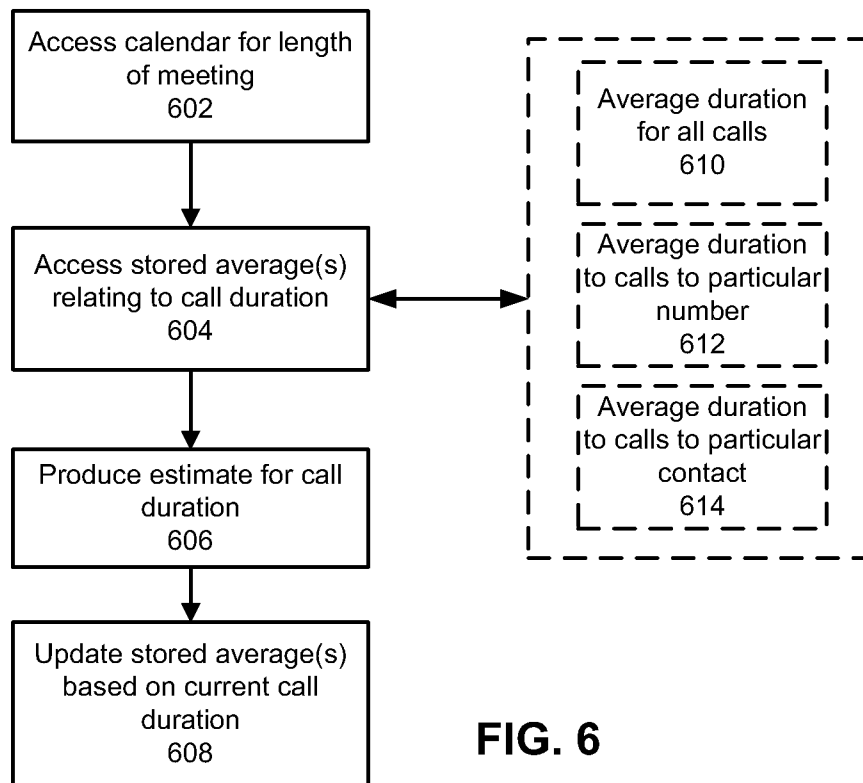 Access calendar for length
of meeting
602
Access stored average(s)
relating to call duration
604
Produce estimate for call
duration
606
Update stored average(s)
based on current call
duration
608
Average duration
for all calls
610
Average duration
to calls to particular
number
612
Average duration
to calls to particular
contact
614
FIG. 6